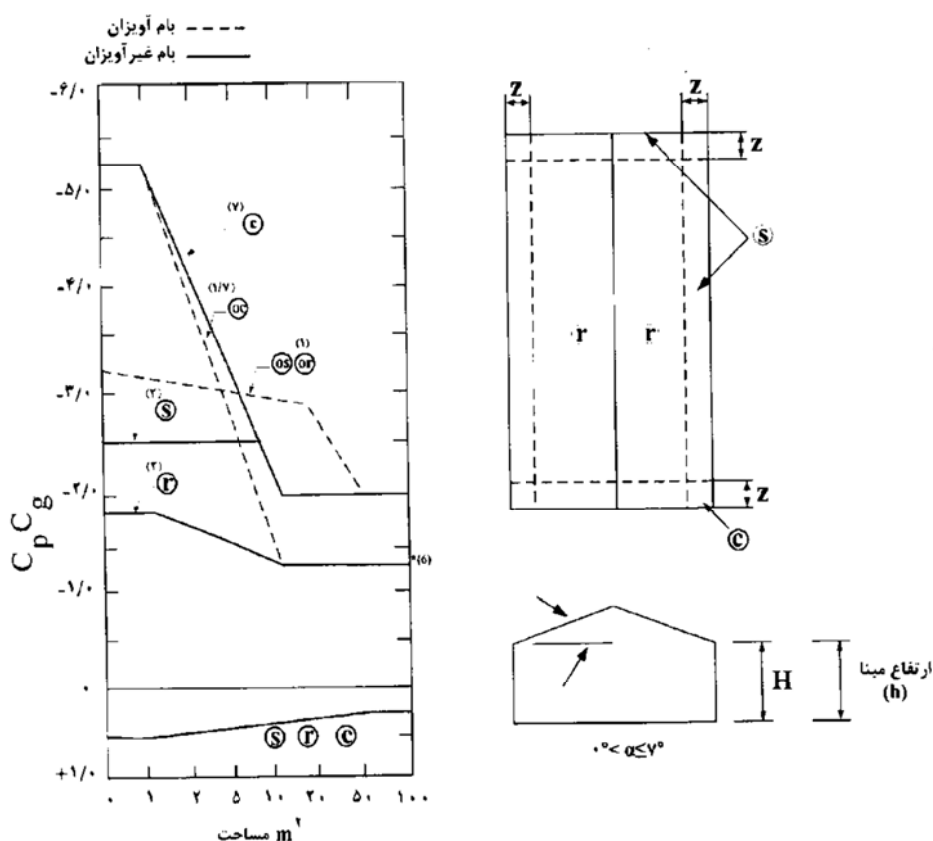 بام آویزان
بام غیرآویزان
-۶/۰
-۵/۰
-۴/۰
-۳/۰
-۲/۰
-۱/۰
۰
+۱/۰
CpCg
(۷)
c
(۱/۷)
oc
(۱)
os or
(۲)
s
(۲)
r
*(6)
s r c
۰ ۱ ۲ ۵ ۱۰ ۲۰ ۵۰ ۱۰۰
مساحت m۲
z z
z
s
r r
z
c
H
ارتفاع مبنا
(h)
۰°< α≤۷°